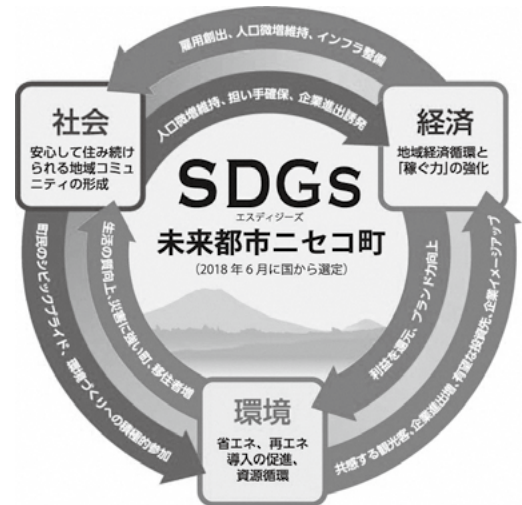 雇用創出、人口微増維持、インフラ整備
人口微増維持、担い手確保、企業進出誘発
社会
安心して住み続け
られる地域コミュ
ニティの形成
経済
地域経済循環と
「稼ぐ力」の強化
SDGs
エスディジーズ
未来都市ニセコ町
(2018年6月に国から選定)
町民のシビックプライド、環境づくりへの積極的参加
生活の質向上、災害に強い町、移住者増
利益を還元、ブランド力向上
共感する観光客、企業進出増、有望な投資先、企業イメージアップ
環境
省エネ、再エネ
導入の促進、
資源循環